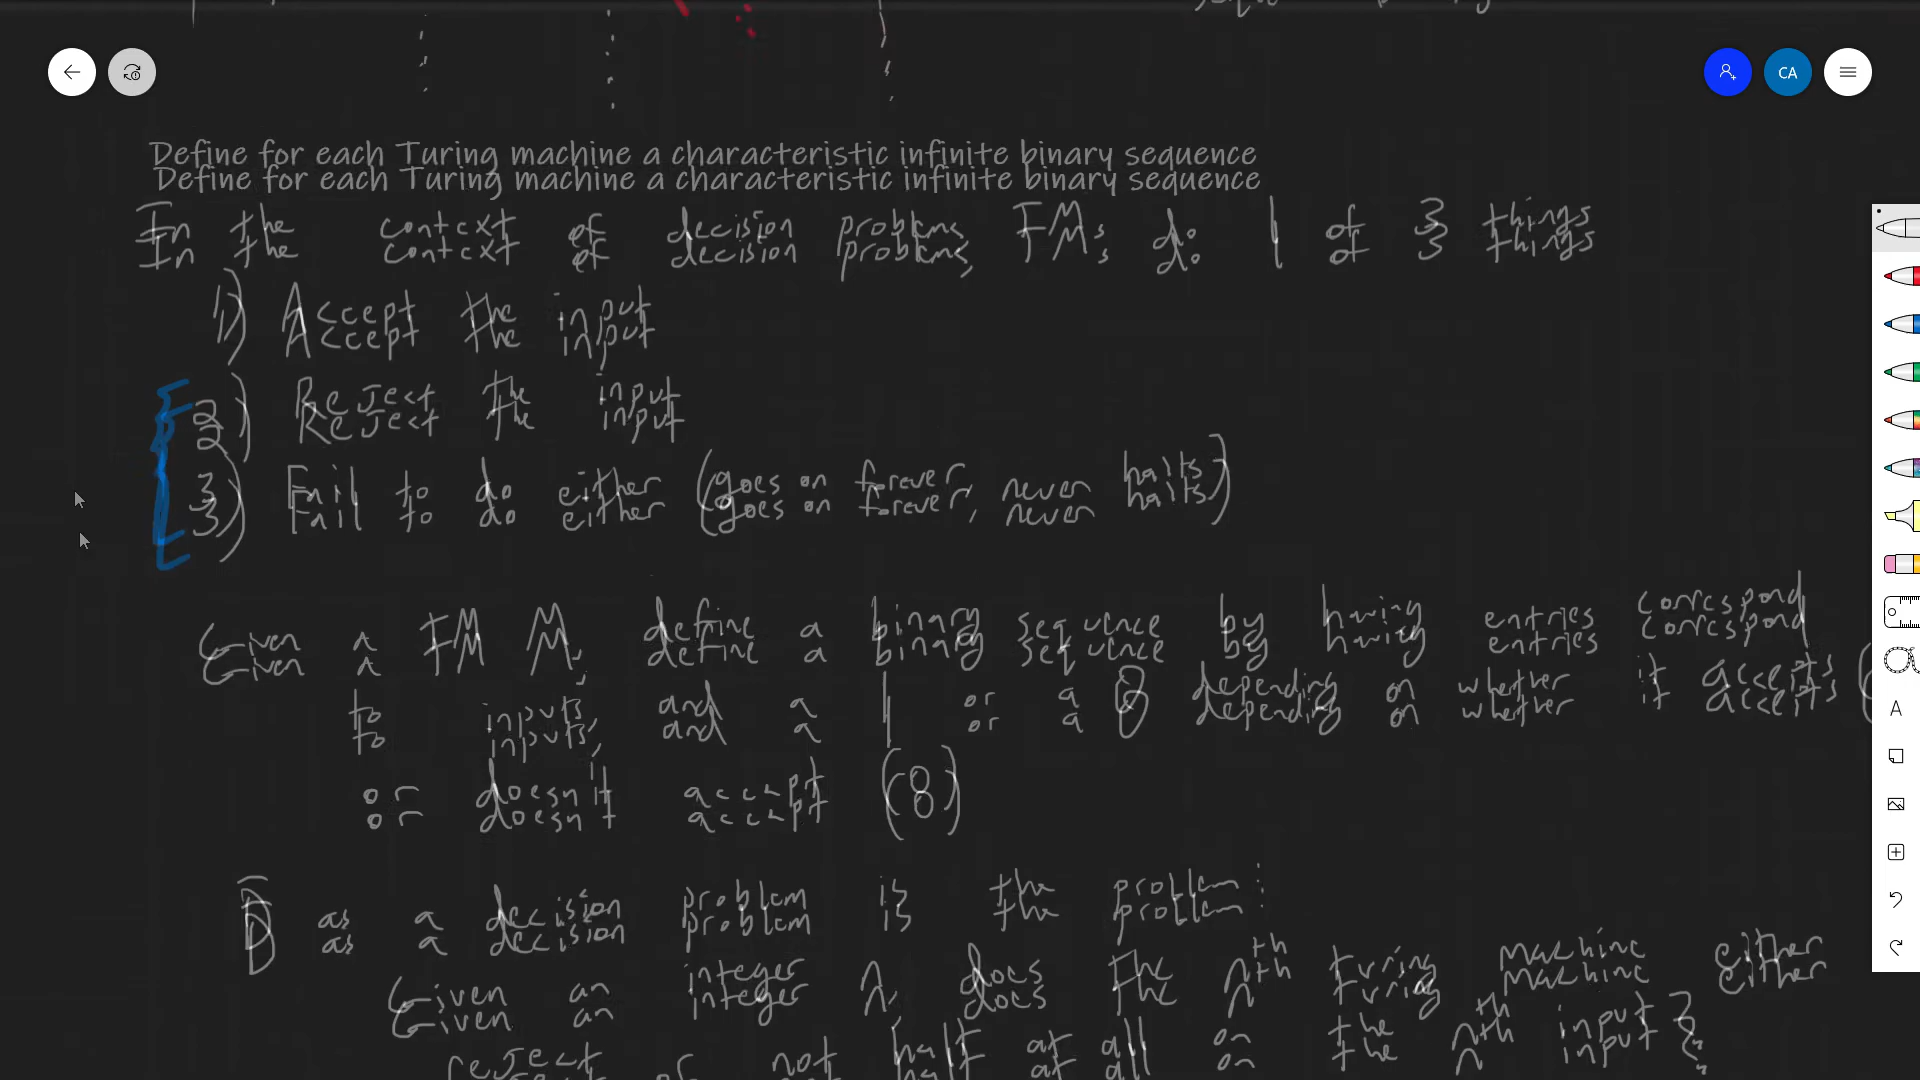 CA
Define for each Turing machine a characteristic infinite binary sequence
In the context of decision problems, TMs do 1 of 3 things
1) Accept the input
2) Reject the input
3) Fail to do either (goes on forever, never halts)
Given a TM M, define a binary sequence by having entries correspond
to inputs, and a 1 or a 0 depending on whether it accepts (
or doesn't accept (0)
D̅ as a decision problem is the problem:
Given an integer n, does the nth turing machine either
reject or not halt at all on the nth input?
A